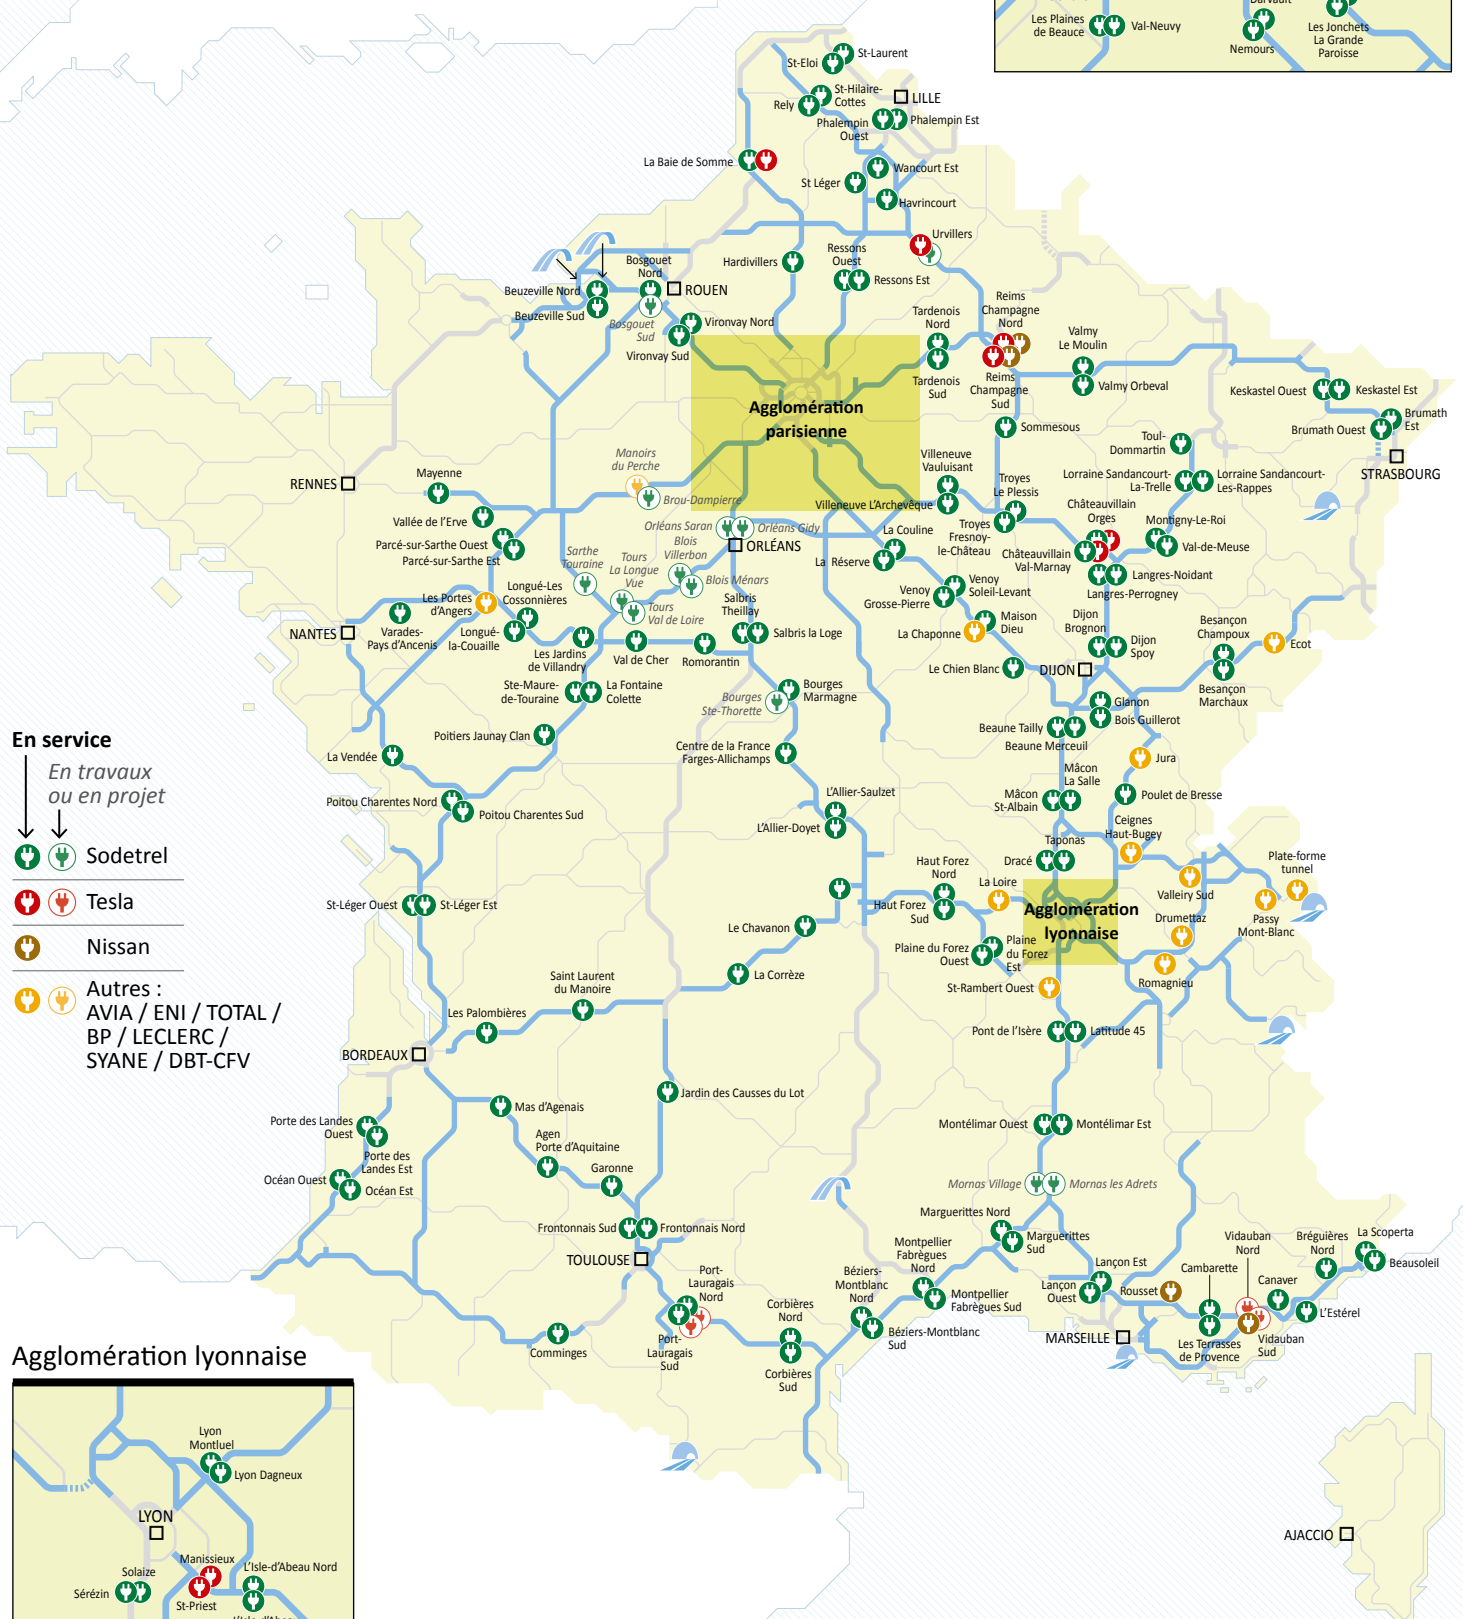 Darvault
Les Plaines
de Beauce
Val-Neuvy
Nemours
Les Jonchets
La Grande
Paroisse
St-Laurent
St-Eloi
St-Hilaire-
Cottes
Rely
LILLE
Phalempin
Ouest
Phalempin Est
La Baie de Somme
Wancourt Est
St Léger
Havrincourt
Urvillers
Ressons
Ouest
Ressons Est
Hardivillers
Bosgouet
Nord
Beuzeville Nord
Beuzeville Sud
ROUEN
Bosgouet
Sud
Vironvay Nord
Vironvay Sud
Tardenois
Nord
Tardenois
Sud
Reims
Champagne
Nord
Reims
Champagne
Sud
Valmy
Le Moulin
Valmy Orbeval
Keskastel Ouest
Keskastel Est
Brumath
Est
Brumath Ouest
STRASBOURG
Agglomération
parisienne
Sommesous
Toul-
Dommartin
Lorraine Sandancourt-
La-Trelle
Lorraine Sandancourt-
Les-Rappes
Manoirs
du Perche
Brou-Dampierre
RENNES
Mayenne
Vallée de l'Erve
Parcé-sur-Sarthe Ouest
Parcé-sur-Sarthe Est
Villeneuve
Vauluisant
Villeneuve L'Archevêque
Troyes
Le Plessis
Troyes
Fresnoy-
le-Château
Châteauvillain
Orges
Châteauvillain
Val-Marnay
Montigny-Le-Roi
Val-de-Meuse
Langres-Noidant
Langres-Perrogney
Orléans Saran
Orléans Gidy
ORLÉANS
La Couline
La Réserve
Sarthe
Touraine
Tours
La Longue
Vue
Blois
Villerbon
Blois Ménars
Tours
Val de Loire
Longué-Les
Cossonnières
Les Portes
d'Angers
Longué-
la-Couaille
Varades-
Pays d'Ancenis
NANTES
Les Jardins
de Villandry
Val de Cher
Romorantin
Salbris
Theillay
Salbris la Loge
Venoy
Soleil-Levant
Venoy
Grosse-Pierre
Maison
Dieu
La Chaponne
Le Chien Blanc
Dijon
Brognon
Dijon
Spoy
DIJON
Besançon
Champoux
Besançon
Marchaux
Ecot
Ste-Maure-
de-Touraine
La Fontaine
Colette
Bourges
Ste-Thorette
Bourges
Marmagne
Glanon
Bois Guillerot
Beaune Tailly
Beaune Merceuil
Poitiers Jaunay Clan
Centre de la France
Farges-Allichamps
Jura
Poulet de Bresse
La Vendée
Poitou Charentes Nord
Poitou Charentes Sud
L'Allier-Saulzet
L'Allier-Doyet
Mâcon
La Salle
Mâcon
St-Albain
Ceignes
Haut-Bugey
Taponas
Dracé
Plate-forme
tunnel
Valleiry Sud
Passy
Mont-Blanc
Drumettaz
Romagnieu
En service
En travaux
ou en projet
Sodetrel
Tesla
Nissan
Autres :
AVIA / ENI / TOTAL /
BP / LECLERC /
SYANE / DBT-CFV
St-Léger Ouest
St-Léger Est
Haut Forez
Nord
Haut Forez
Sud
La Loire
Agglomération
lyonnaise
Le Chavanon
La Corrèze
Plaine du Forez
Ouest
Plaine
du Forez
Est
St-Rambert Ouest
Saint Laurent
du Manoire
Les Palombières
Pont de l'Isère
Latitude 45
BORDEAUX
Mas d'Agenais
Jardin des Causses du Lot
Porte des Landes
Ouest
Porte des
Landes Est
Agen
Porte d'Aquitaine
Garonne
Océan Ouest
Océan Est
Montélimar Ouest
Montélimar Est
Mornas Village
Mornas les Adrets
Frontonnais Sud
Frontonnais Nord
TOULOUSE
Port-
Lauragais
Nord
Port-
Lauragais
Sud
Comminges
Corbières
Nord
Corbières
Sud
Béziers-
Montblanc
Nord
Béziers-Montblanc
Sud
Montpellier
Fabrègues
Nord
Montpellier
Fabrègues Sud
Marguerittes Nord
Marguerittes
Sud
Lançon Est
Lançon
Ouest
Rousset
MARSEILLE
Cambarette
Les Terrasses
de Provence
Vidauban
Nord
Vidauban
Sud
Canaver
Bréguières
Nord
L'Estérel
La Scoperta
Beausoleil
AJACCIO
Agglomération lyonnaise
Lyon
Montluel
Lyon Dagneux
LYON
Manissieux
St-Priest
L'Isle-d'Abeau Nord
Solaize
Sérézin